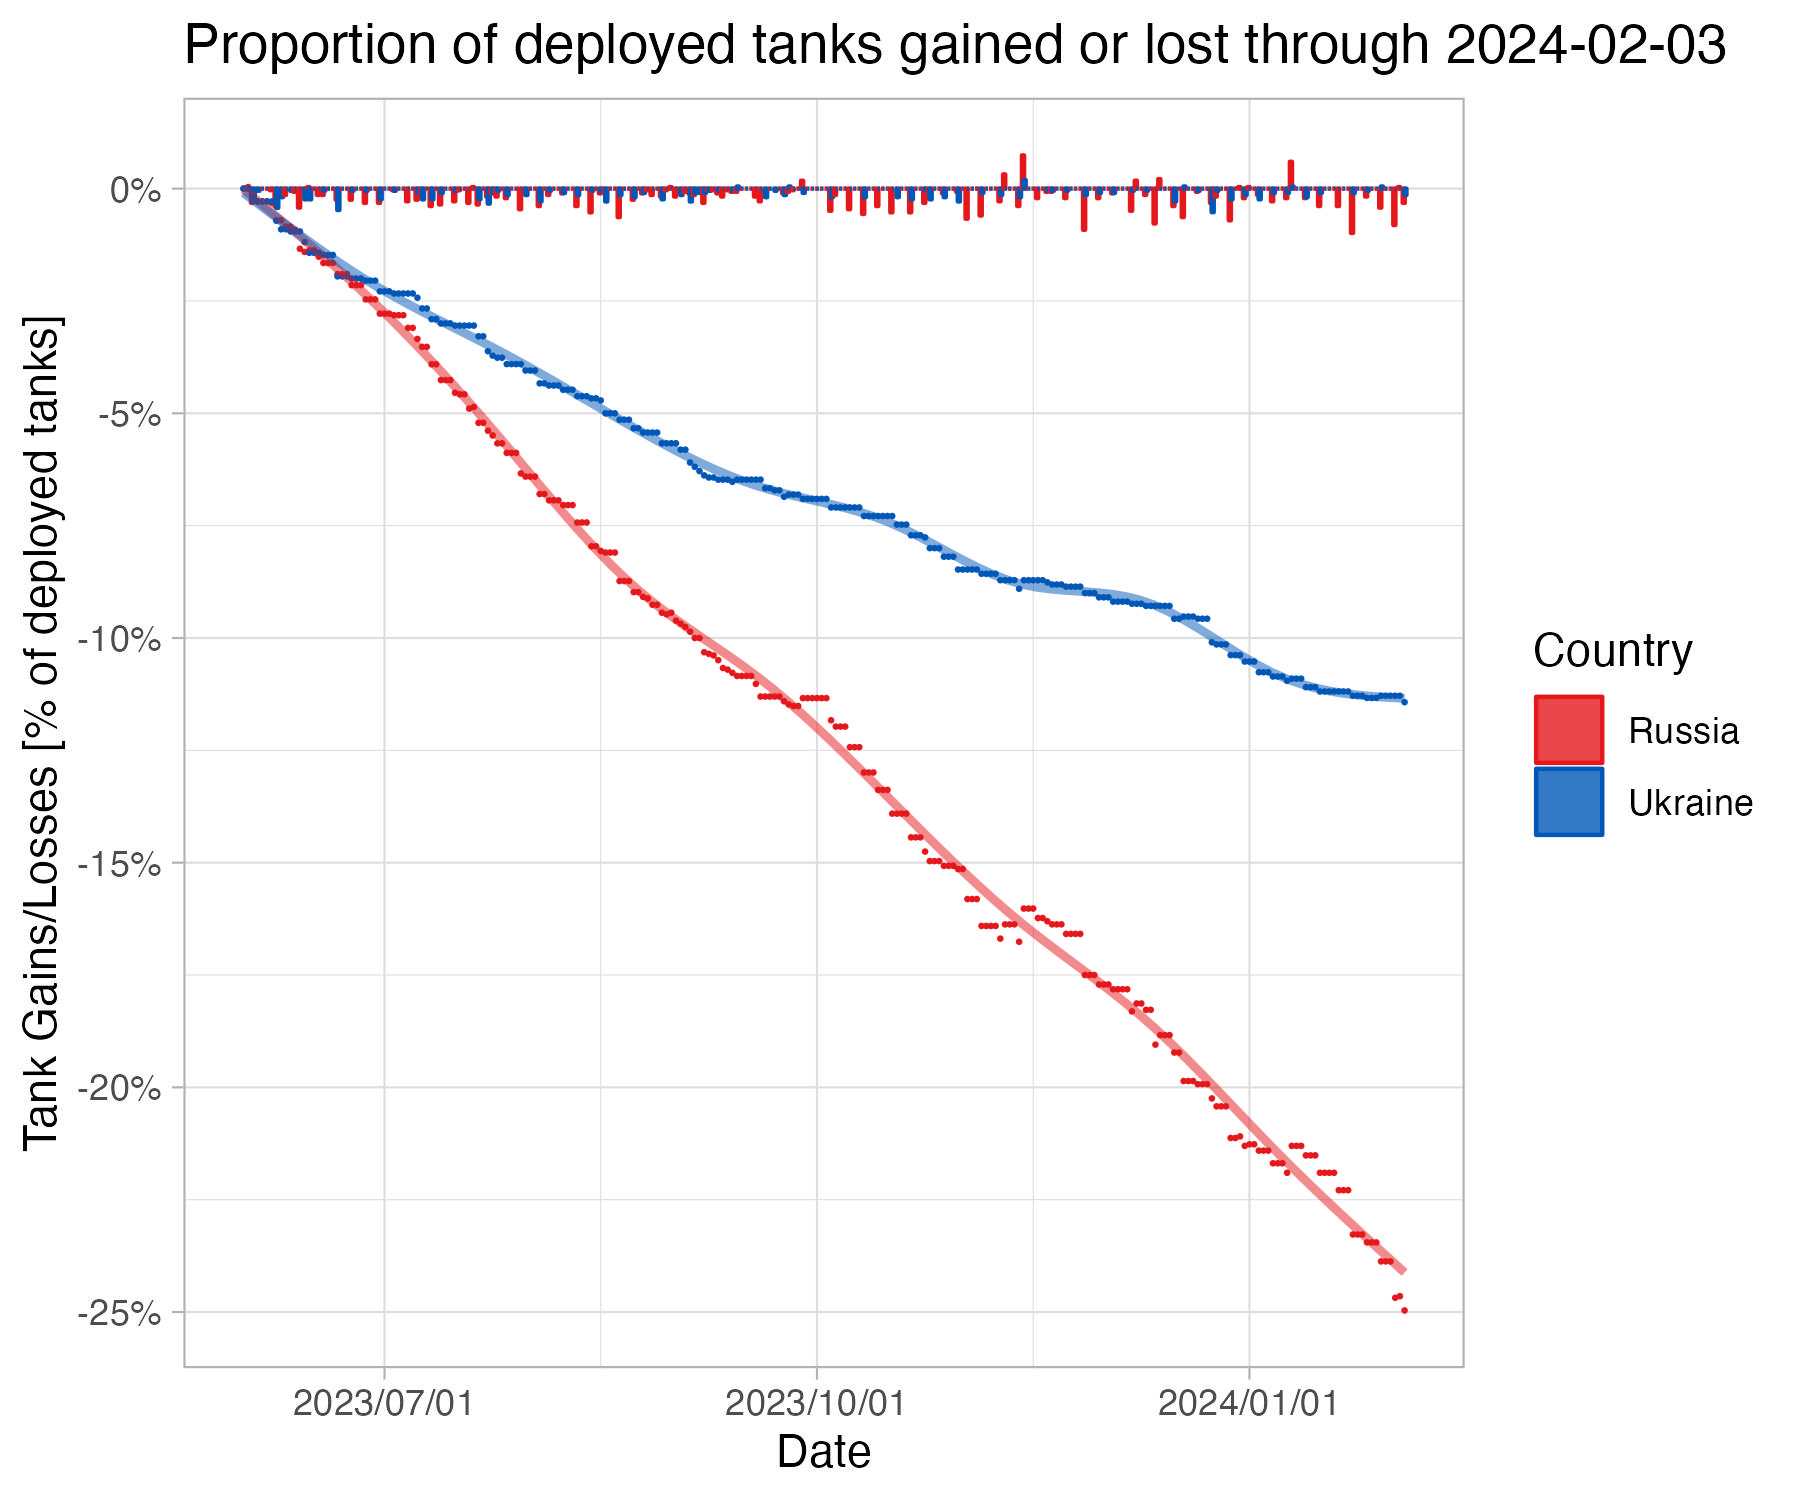 Proportion of deployed tanks gained or lost through 2024-02-03
Tank Gains/Losses [% of deployed tanks]
0%
-5%
-10%
-15%
-20%
-25%
2023/07/01
2023/10/01
2024/01/01
Date
Country
Russia
Ukraine